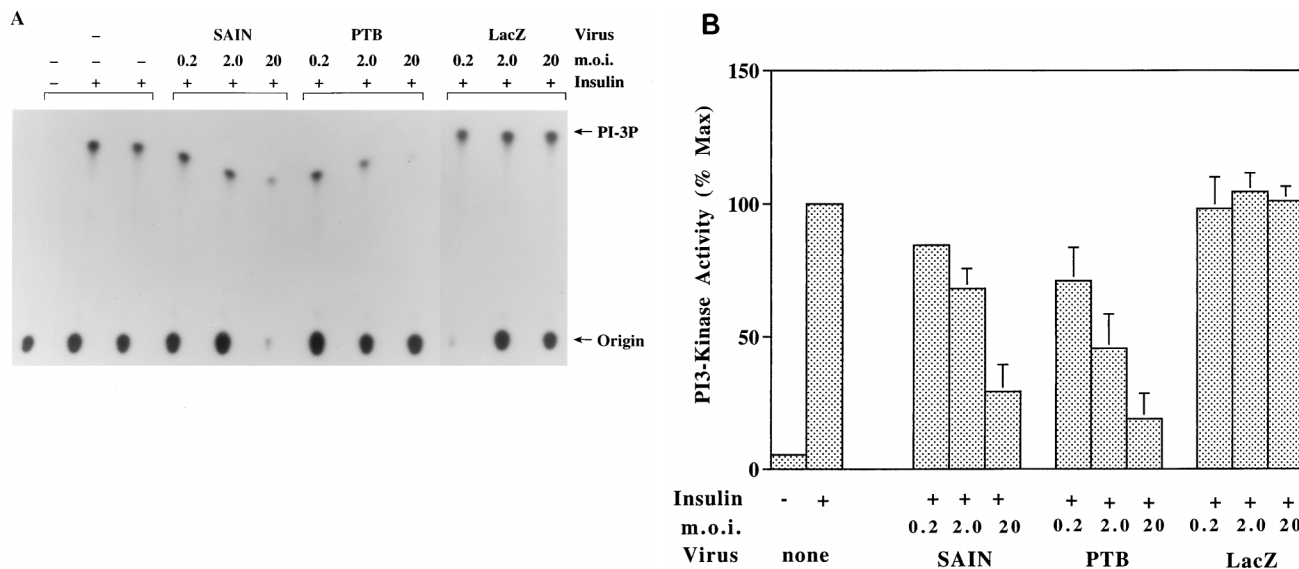 A
– SAIN PTB LacZ Virus
– – – 0.2 2.0 20 0.2 2.0 20 0.2 2.0 20 m.o.i.
– + + + + + + + + + + + Insulin
← PI-3P
← Origin
B
PI3-Kinase Activity (% Max)
150
100
50
0
Insulin - + + + + + + + + + +
m.o.i. 0.2 2.0 20 0.2 2.0 20 0.2 2.0 20
Virus none SAIN PTB LacZ